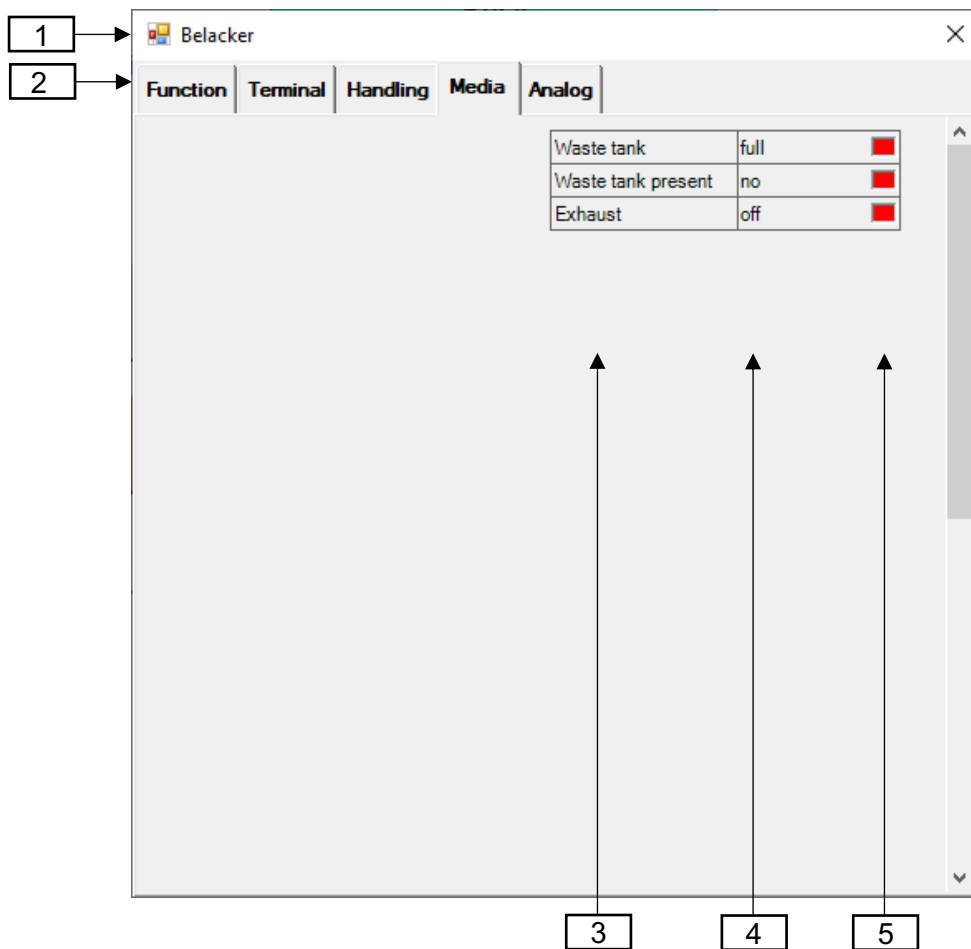 1
Belacker
2
Function Terminal Handling Media Analog
Waste tank full
Waste tank present no
Exhaust off
3 4 5